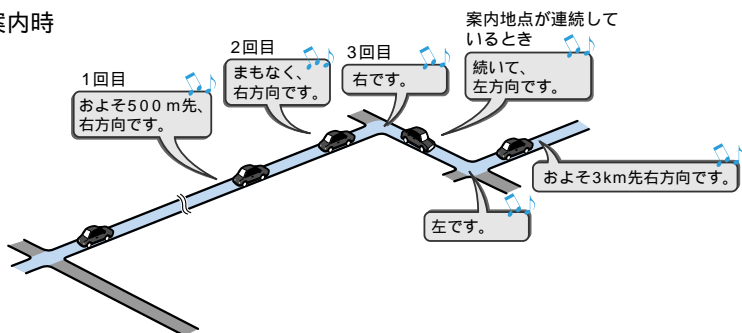 案内時
1回目
およそ500m先、
右方向です。
2回目
まもなく、
右方向です。
3回目
右です。
案内地点が連続して
いるとき
続いて、
左方向です。
左です。
およそ3km先右方向です。